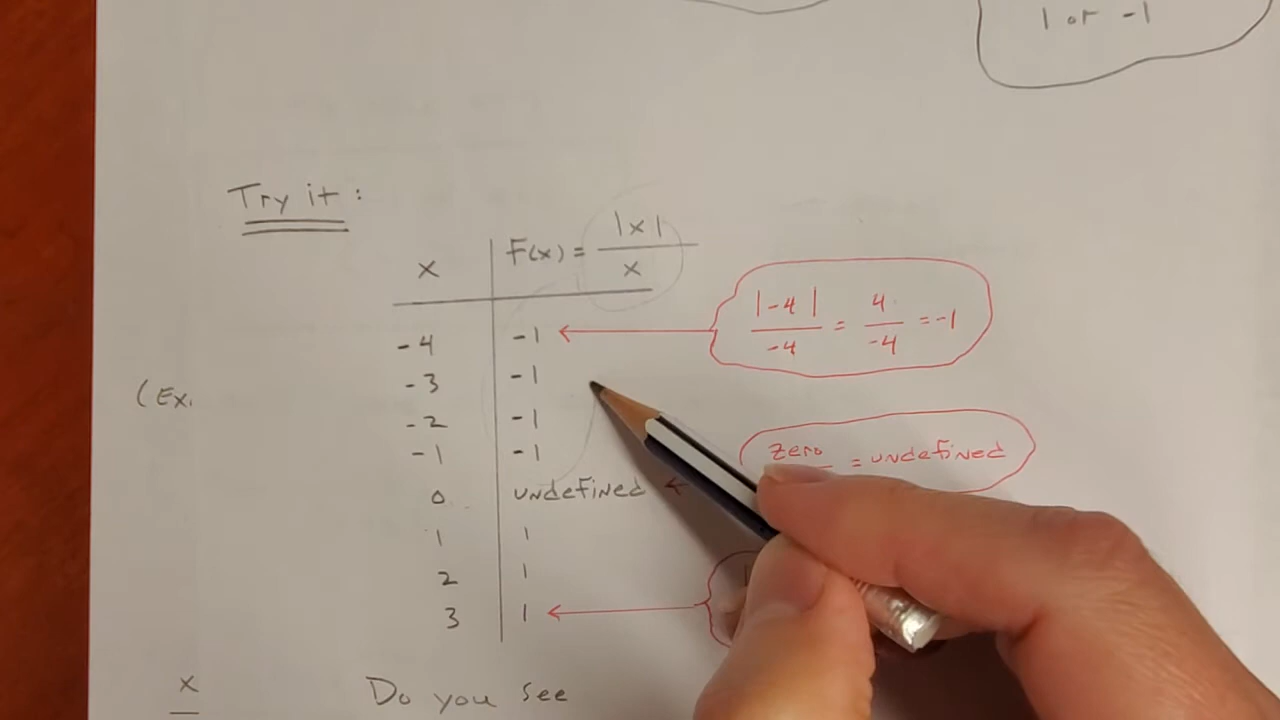 1 or -1
Try it:
x F(x) = |x| / x
-4 -1
|-4| / -4 = 4 / -4 = -1
-3 -1
(Ex.
-2 -1
-1 -1
zero = undefined
0 undefined
1 1
2 1
3 1
x
Do you see